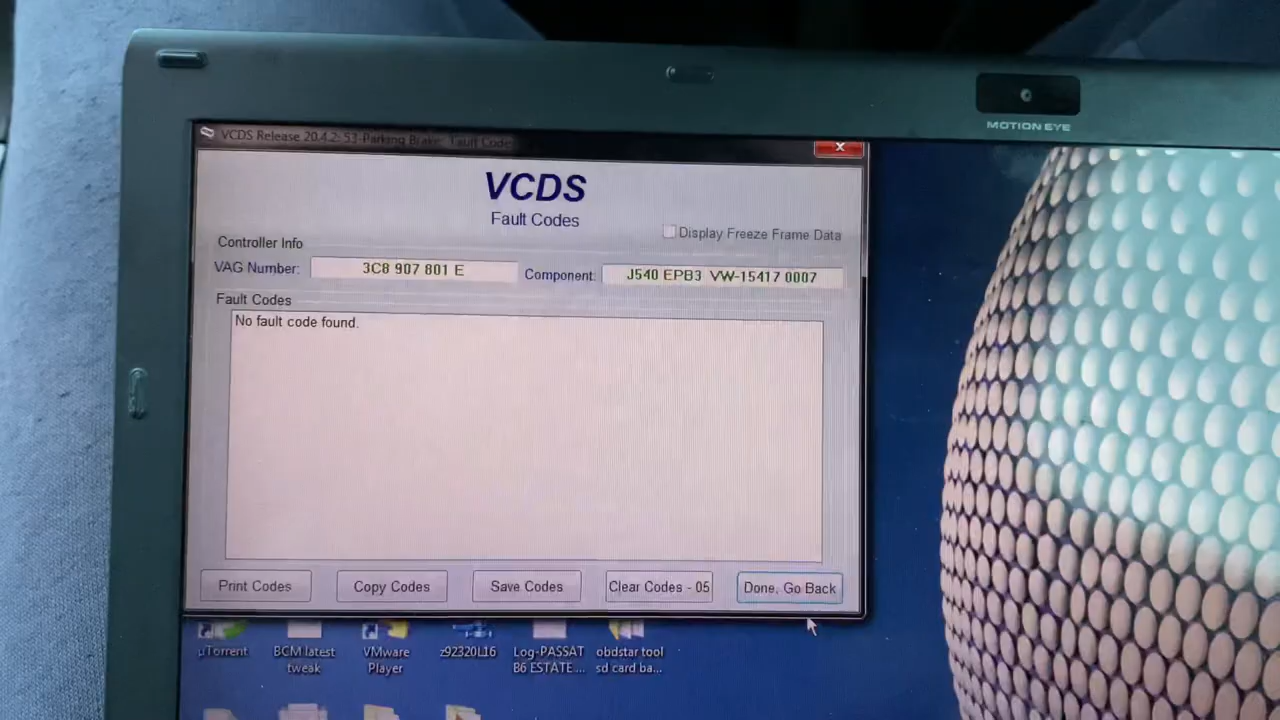 MOTION EYE
VCDS Release 20.4.2: 53-Parking Brake: Fault Codes
VCDS
Fault Codes
Display Freeze Frame Data
Controller Info
VAG Number: 3C8 907 801 E Component: J540 EPB3 VW-15417 0007
Fault Codes
No fault code found.
Print Codes Copy Codes Save Codes Clear Codes - 05 Done, Go Back
µTorrent
BCM latest
tweak
VMware
Player
z92320L16
Log-PASSAT
B6 ESTATE...
obdstar tool
sd card ba...